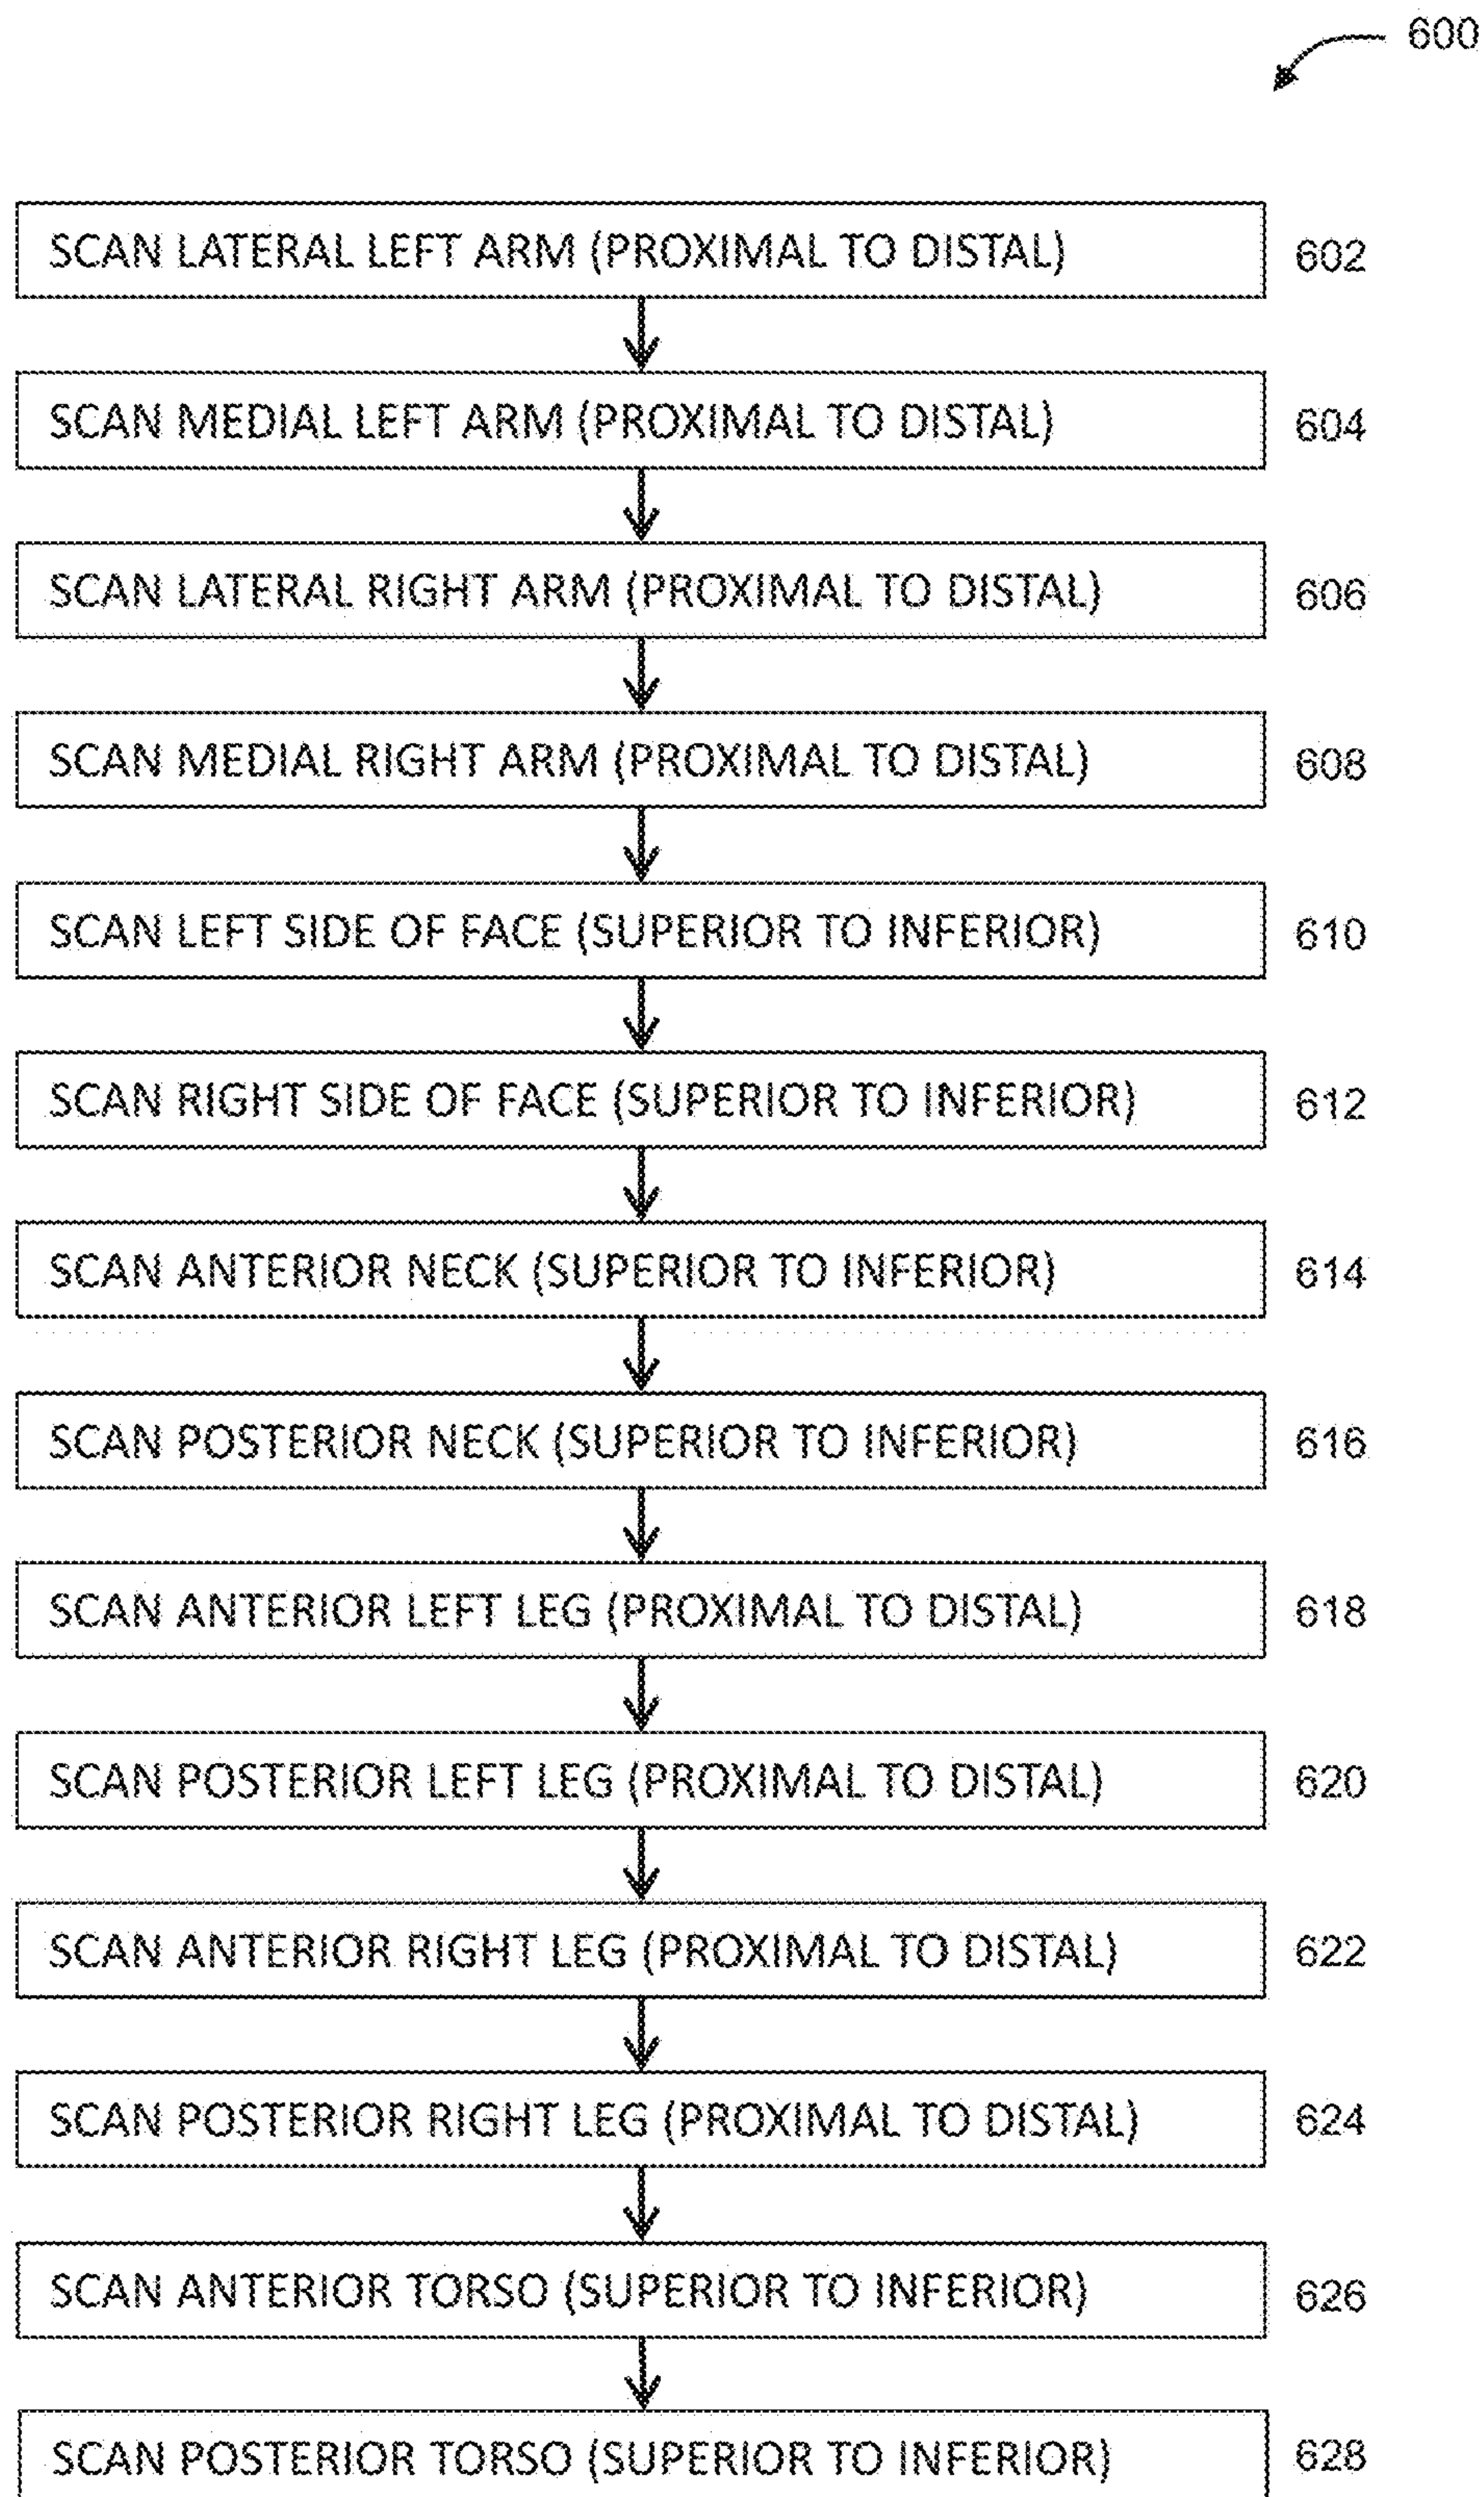 600
SCAN LATERAL LEFT ARM (PROXIMAL TO DISTAL) 602
SCAN MEDIAL LEFT ARM (PROXIMAL TO DISTAL) 604
SCAN LATERAL RIGHT ARM (PROXIMAL TO DISTAL) 606
SCAN MEDIAL RIGHT ARM (PROXIMAL TO DISTAL) 608
SCAN LEFT SIDE OF FACE (SUPERIOR TO INFERIOR) 610
SCAN RIGHT SIDE OF FACE (SUPERIOR TO INFERIOR) 612
SCAN ANTERIOR NECK (SUPERIOR TO INFERIOR) 614
SCAN POSTERIOR NECK (SUPERIOR TO INFERIOR) 616
SCAN ANTERIOR LEFT LEG (PROXIMAL TO DISTAL) 618
SCAN POSTERIOR LEFT LEG (PROXIMAL TO DISTAL) 620
SCAN ANTERIOR RIGHT LEG (PROXIMAL TO DISTAL) 622
SCAN POSTERIOR RIGHT LEG (PROXIMAL TO DISTAL) 624
SCAN ANTERIOR TORSO (SUPERIOR TO INFERIOR) 626
SCAN POSTERIOR TORSO (SUPERIOR TO INFERIOR) 628